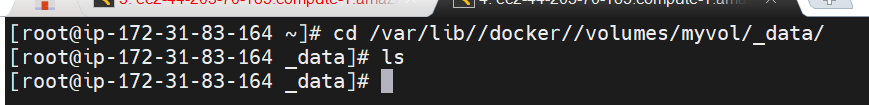 [root@ip-172-31-83-164 ~]# cd /var/lib//docker//volumes/myvol/_data/
[root@ip-172-31-83-164 _data]# ls
[root@ip-172-31-83-164 _data]#